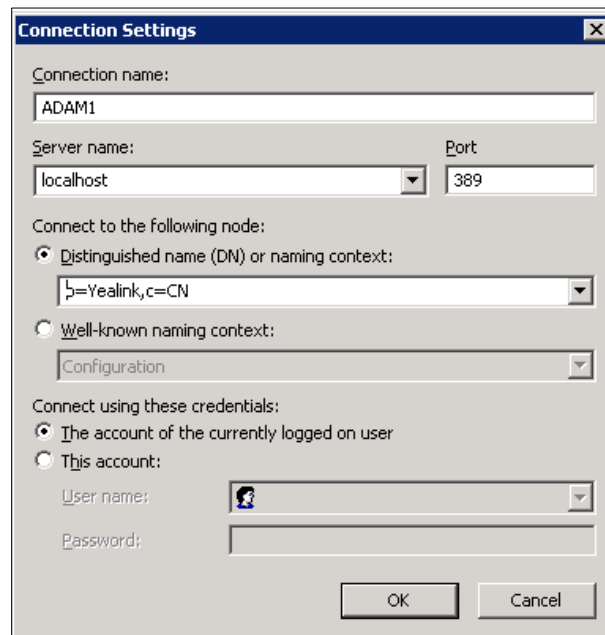 Connection Settings
Connection name:
ADAM1
Server name: Port
localhost 389
Connect to the following node:
Distinguished name (DN) or naming context:
o=Yealink,c=CN
Well-known naming context:
Configuration
Connect using these credentials:
The account of the currently logged on user
This account:
User name:
Password:
OK Cancel